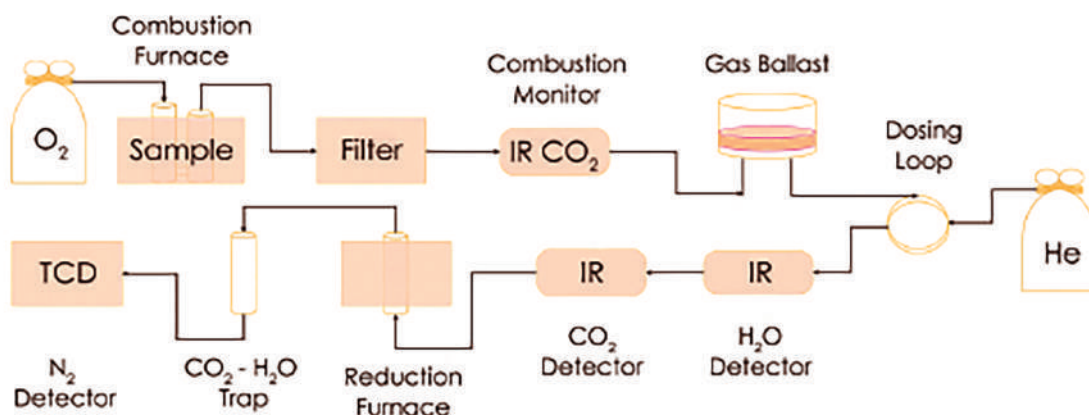 Combustion
Furnace
O₂
Sample
Filter
Combustion
Monitor
IR CO₂
Gas Ballast
Dosing
Loop
He
TCD
N₂
Detector
CO₂ - H₂O
Trap
Reduction
Furnace
IR
CO₂
Detector
IR
H₂O
Detector